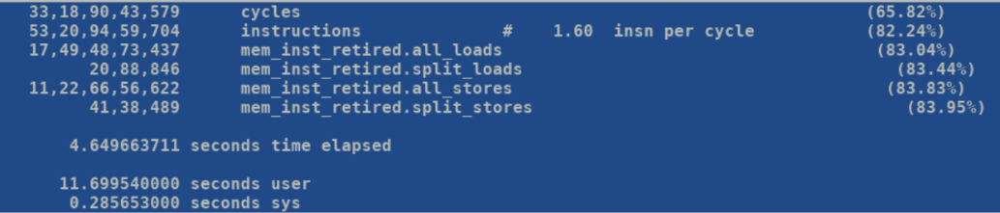 33,18,90,43,579 cycles (65.82%)
53,20,94,59,704 instructions # 1.60 insn per cycle (82.24%)
17,49,48,73,437 mem_inst_retired.all_loads (83.04%)
20,88,846 mem_inst_retired.split_loads (83.44%)
11,22,66,56,622 mem_inst_retired.all_stores (83.83%)
41,38,489 mem_inst_retired.split_stores (83.95%)
4.649663711 seconds time elapsed
11.699540000 seconds user
0.285653000 seconds sys